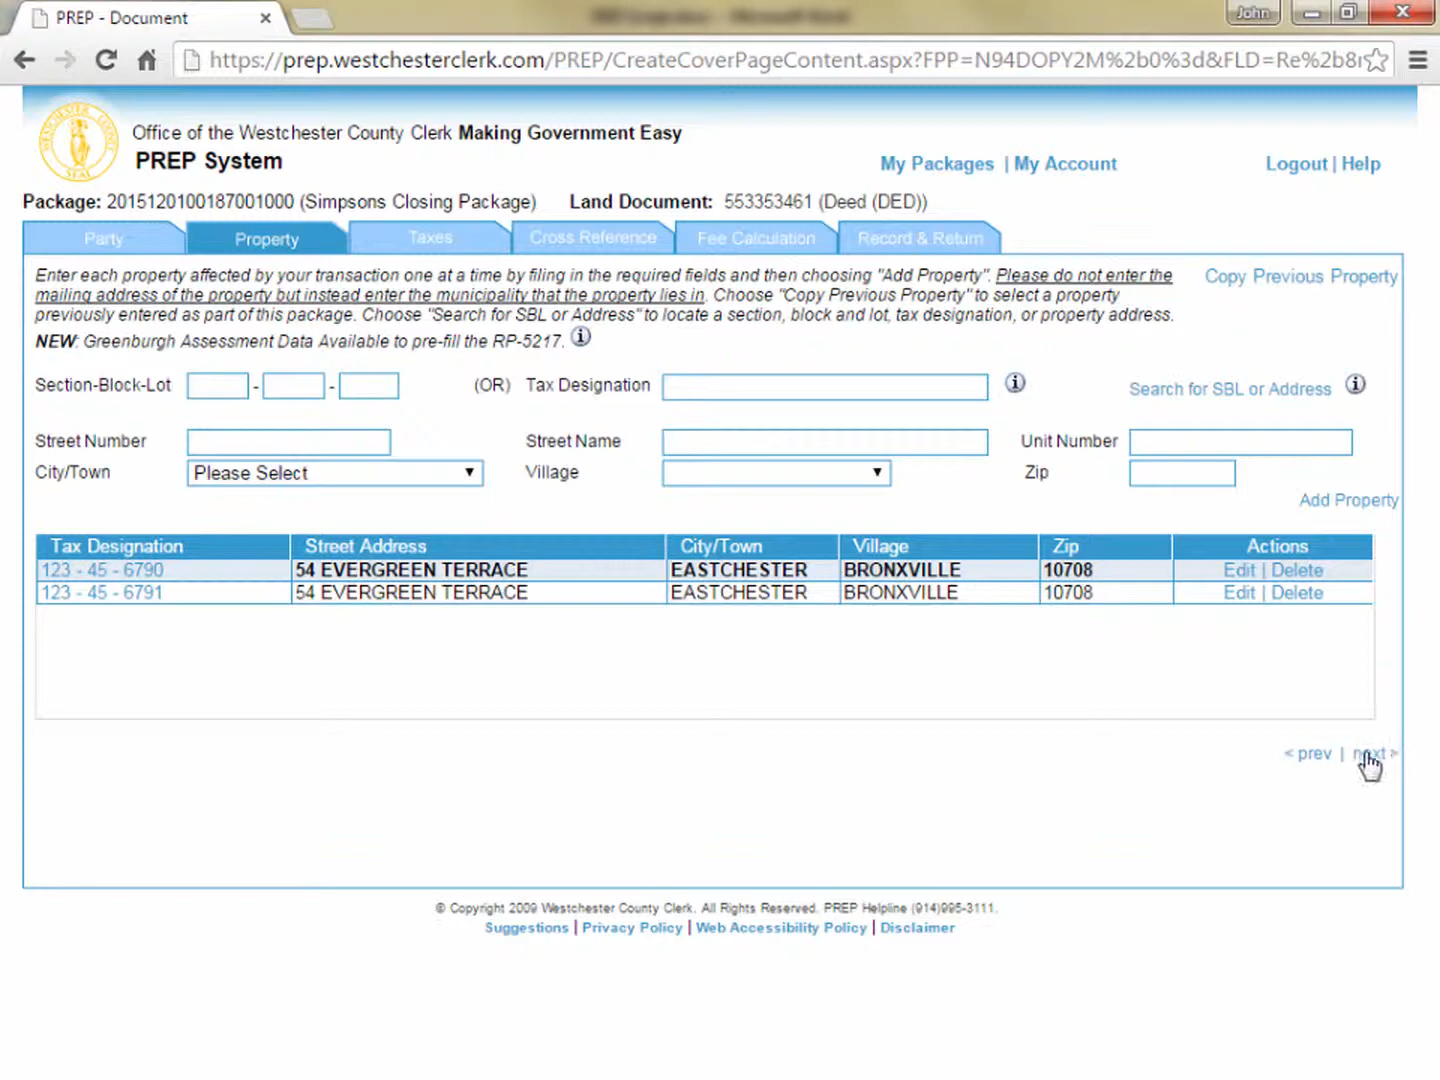 PREP - Document
John
https://prep.westchesterclerk.com/PREP/CreateCoverPageContent.aspx?FPP=N94DOPY2M%2b0%3d&FLD=Re%2b8r
Office of the Westchester County Clerk Making Government Easy
PREP System
My Packages | My Account
Logout | Help
Package: 2015120100187001000 (Simpsons Closing Package) Land Document: 553353461 (Deed (DED))
Party Property Taxes Cross Reference Fee Calculation Record & Return
Enter each property affected by your transaction one at a time by filing in the required fields and then choosing "Add Property". Please do not enter the
mailing address of the property but instead enter the municipality that the property lies in. Choose "Copy Previous Property" to select a property
previously entered as part of this package. Choose "Search for SBL or Address" to locate a section, block and lot, tax designation, or property address.
Copy Previous Property
NEW: Greenburgh Assessment Data Available to pre-fill the RP-5217.
Section-Block-Lot - - (OR) Tax Designation Search for SBL or Address
Street Number Street Name Unit Number
City/Town Please Select Village Zip
Add Property
Tax Designation Street Address City/Town Village Zip Actions
123 - 45 - 6790 54 EVERGREEN TERRACE EASTCHESTER BRONXVILLE 10708 Edit | Delete
123 - 45 - 6791 54 EVERGREEN TERRACE EASTCHESTER BRONXVILLE 10708 Edit | Delete
< prev | next >
© Copyright 2009 Westchester County Clerk. All Rights Reserved. PREP Helpline (914)995-3111.
Suggestions | Privacy Policy | Web Accessibility Policy | Disclaimer